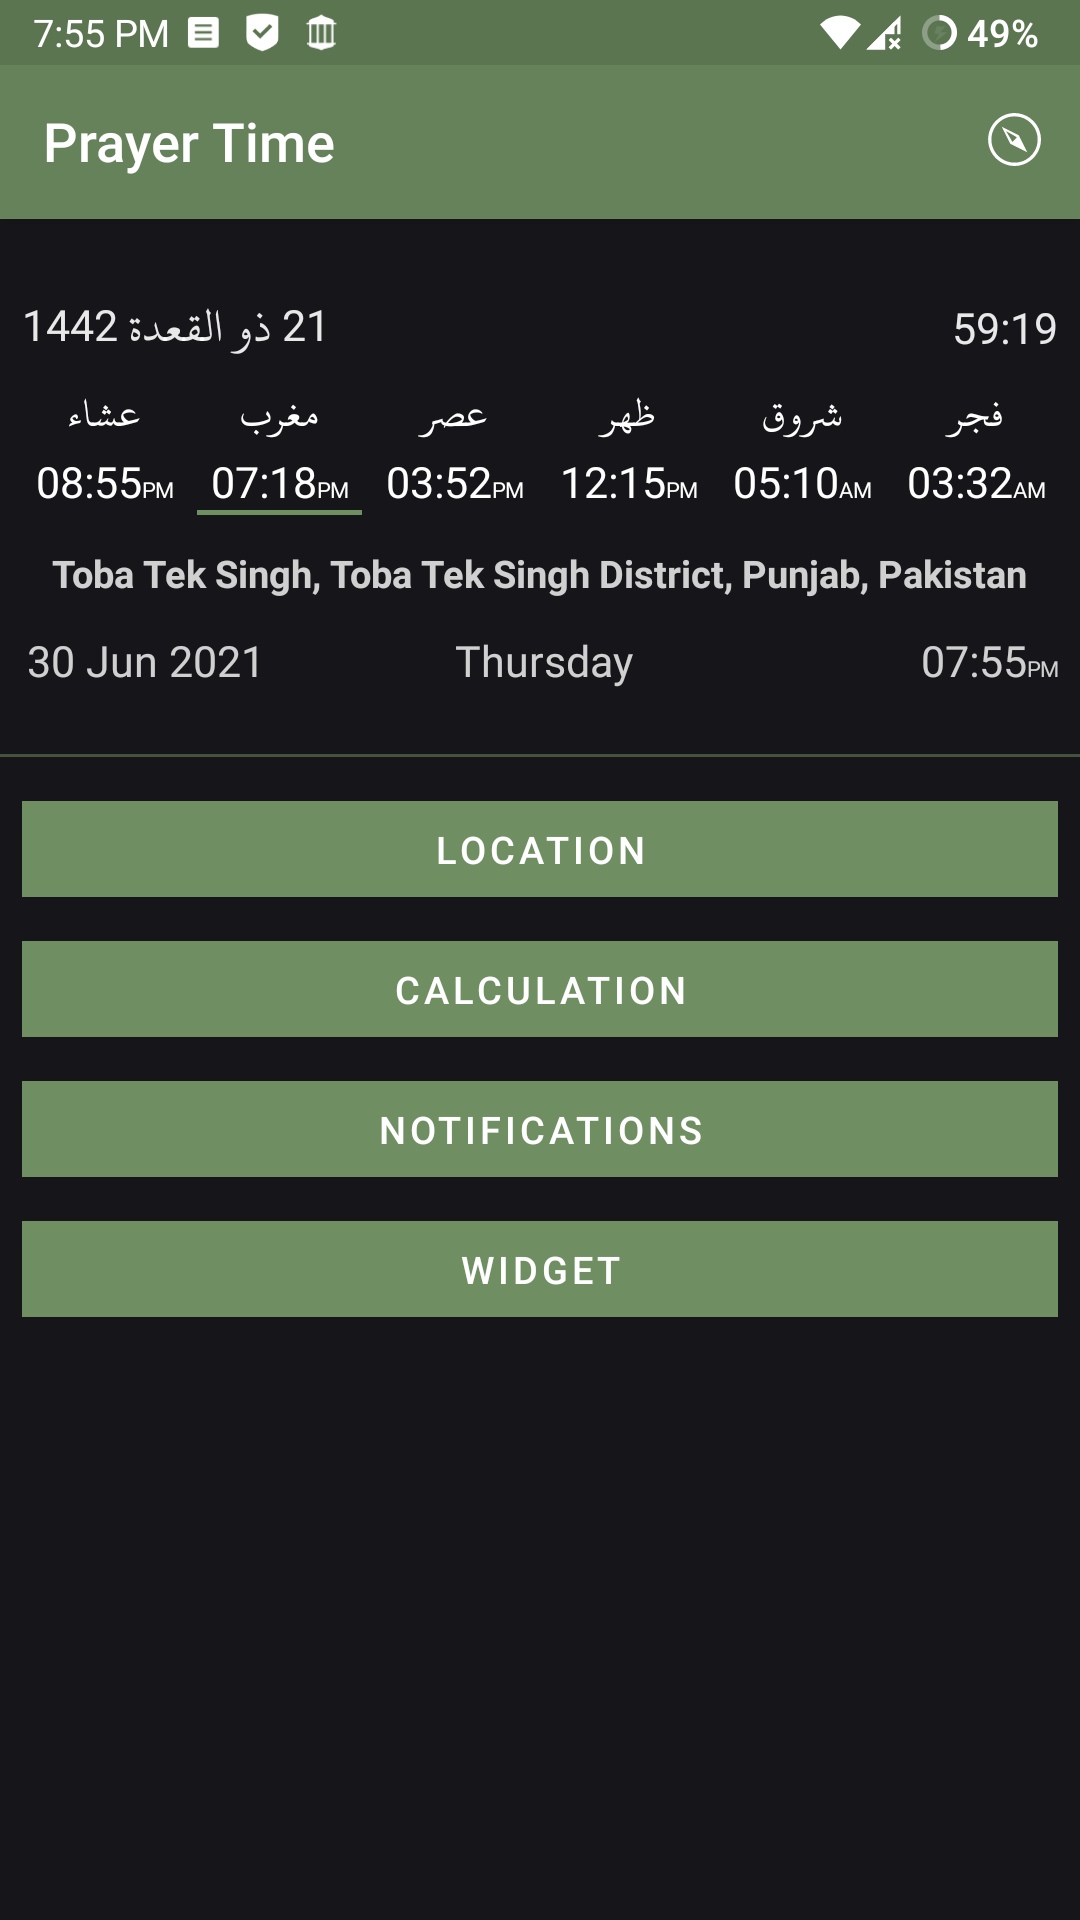 7:55 PM 49%
Prayer Time
21 ذو القعدة 1442 59:19
عشاء مغرب عصر ظهر شروق فجر
08:55PM 07:18PM 03:52PM 12:15PM 05:10AM 03:32AM
Toba Tek Singh, Toba Tek Singh District, Punjab, Pakistan
30 Jun 2021 Thursday 07:55PM
LOCATION
CALCULATION
NOTIFICATIONS
WIDGET